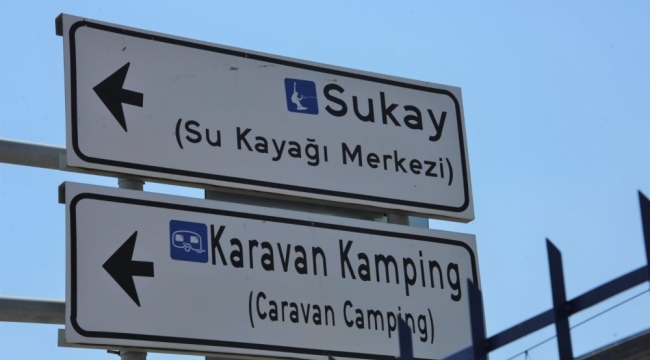 Sukay
(Su Kayağı Merkezi)
Karavan Kamping
(Caravan Camping)